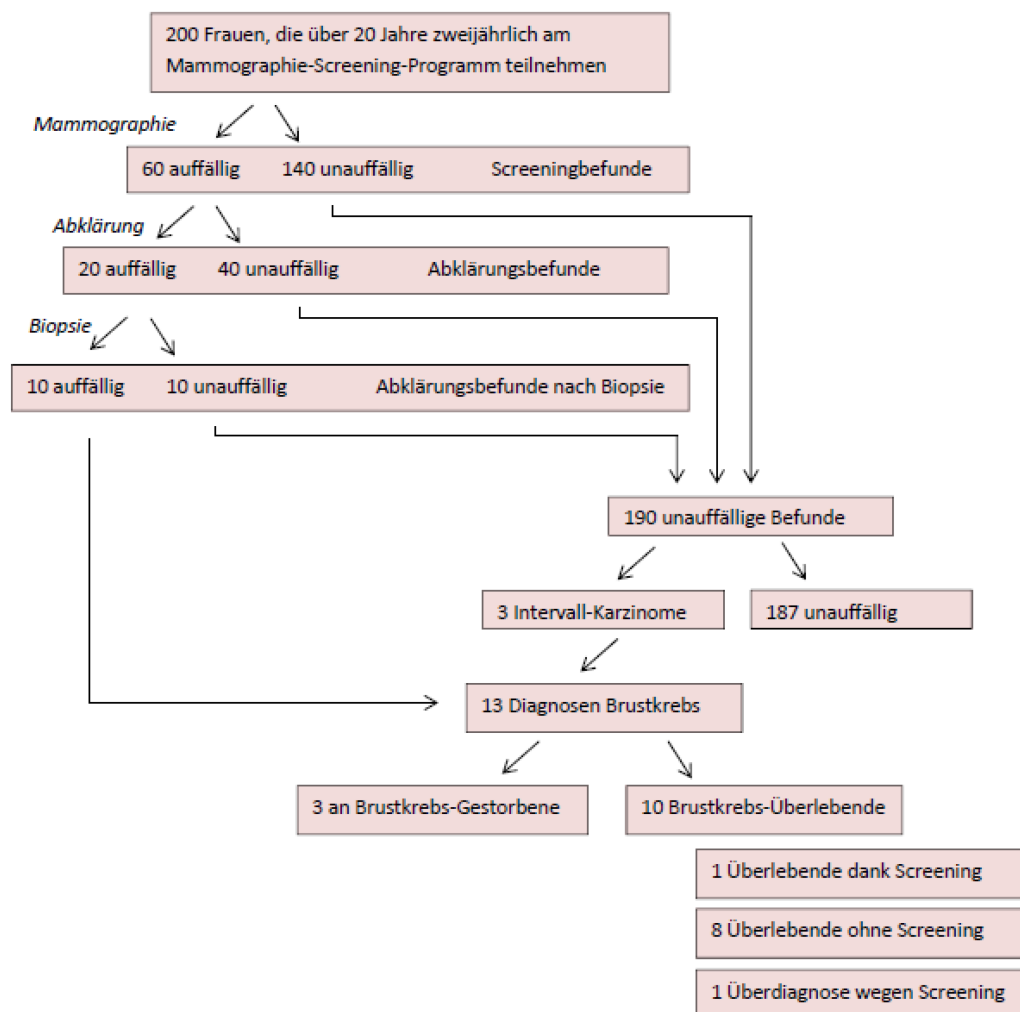 200 Frauen, die über 20 Jahre zweijährlich am
Mammographie-Screening-Programm teilnehmen
Mammographie
60 auffällig 140 unauffällig Screeningbefunde
Abklärung
20 auffällig 40 unauffällig Abklärungsbefunde
Biopsie
10 auffällig 10 unauffällig Abklärungsbefunde nach Biopsie
190 unauffällige Befunde
3 Intervall-Karzinome 187 unauffällig
13 Diagnosen Brustkrebs
3 an Brustkrebs-Gestorbene 10 Brustkrebs-Überlebende
1 Überlebende dank Screening
8 Überlebende ohne Screening
1 Überdiagnose wegen Screening